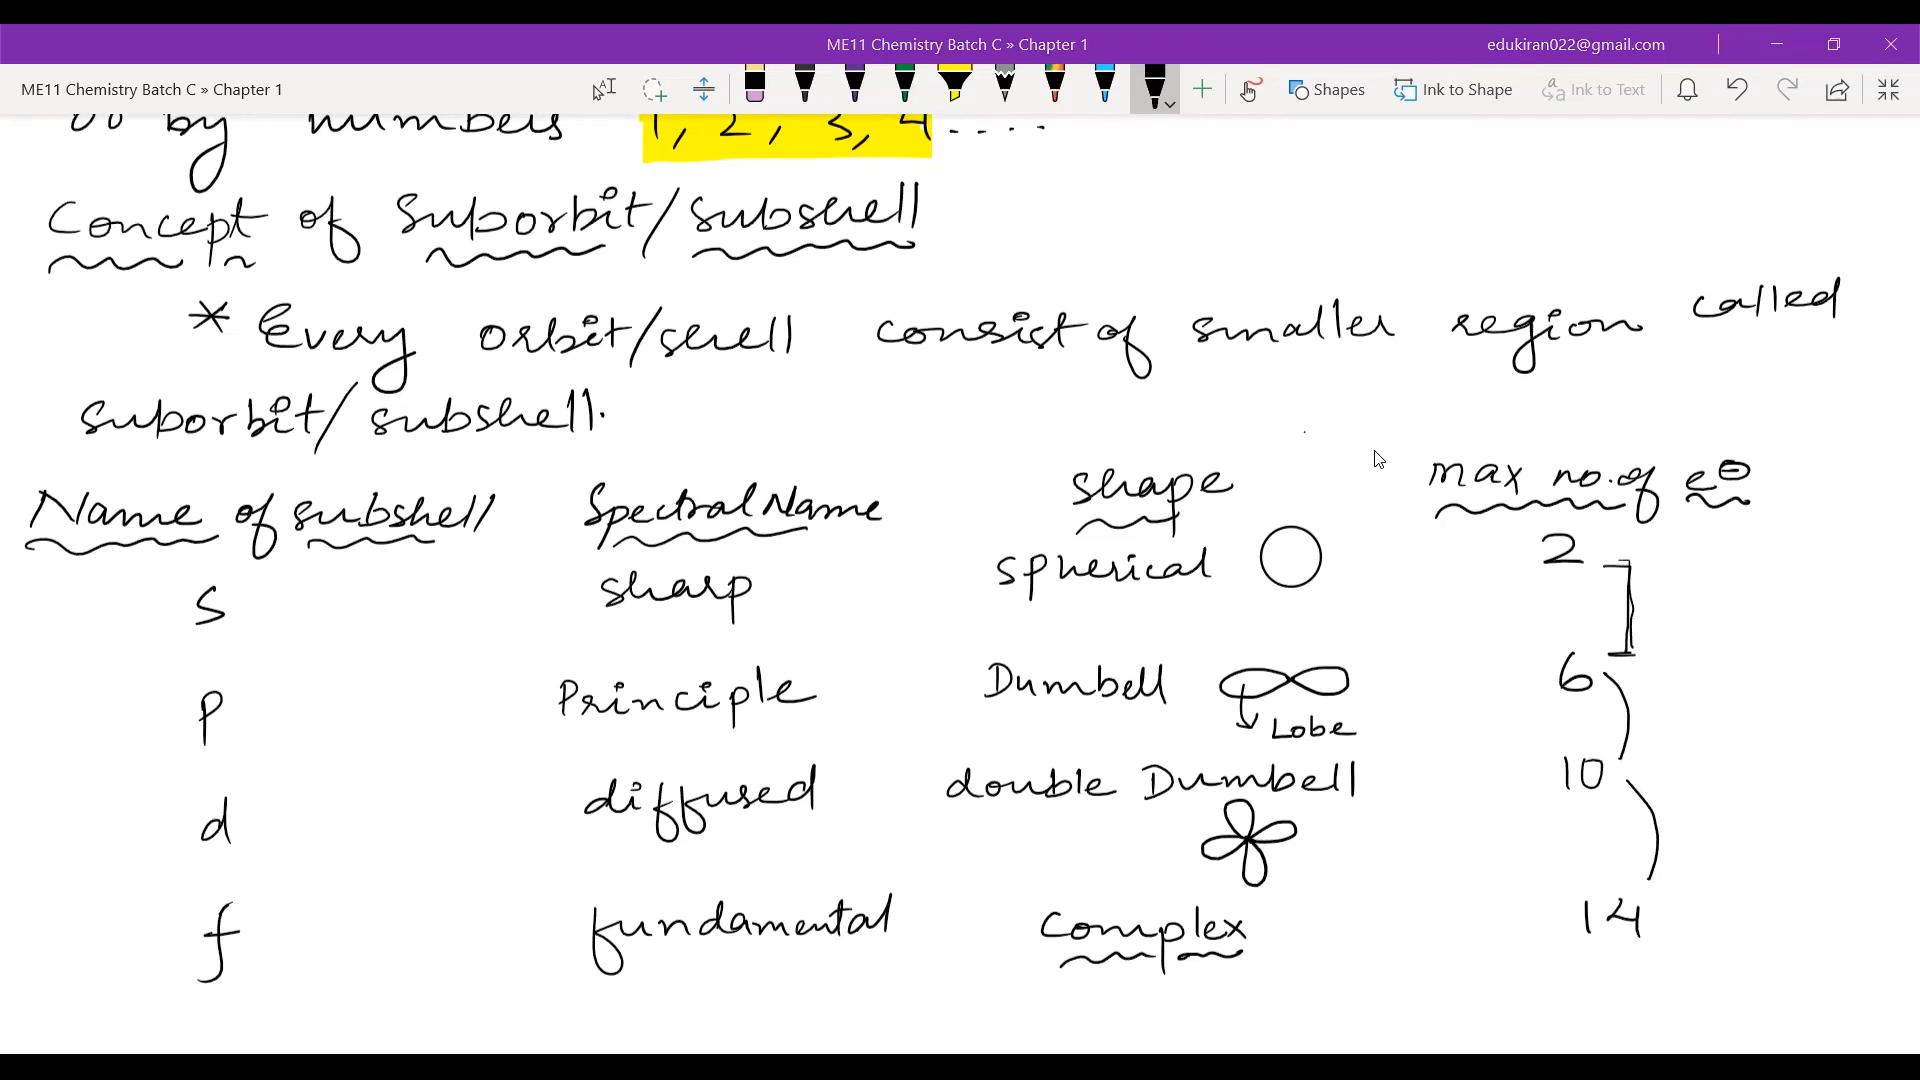 ME11 Chemistry Batch C » Chapter 1 edukiran022@gmail.com
ME11 Chemistry Batch C » Chapter 1 Shapes Ink to Shape Ink to Text
by numbers 1, 2, 3, 4 ....
Concept of Suborbit/subshell
* Every orbit/serell consist of smaller region called
suborbit/subshell.
Name of subshell Spectral Name shape max no. of e⊖
s sharp spherical 2
p Principle Dumbell 6
Lobe
d diffused double Dumbell 10
f fundamental Complex 14